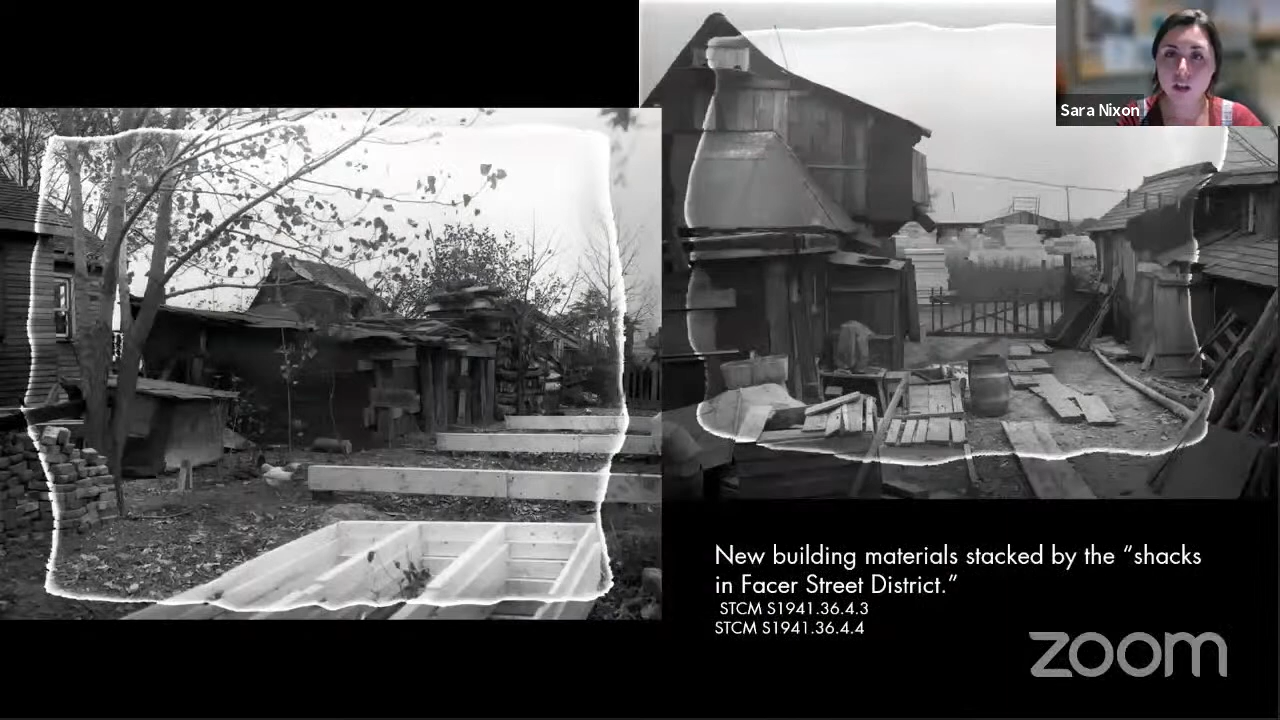 Sara Nixon
New building materials stacked by the “shacks
in Facer Street District.”
STCM S1941.36.4.3
STCM S1941.36.4.4
zoom